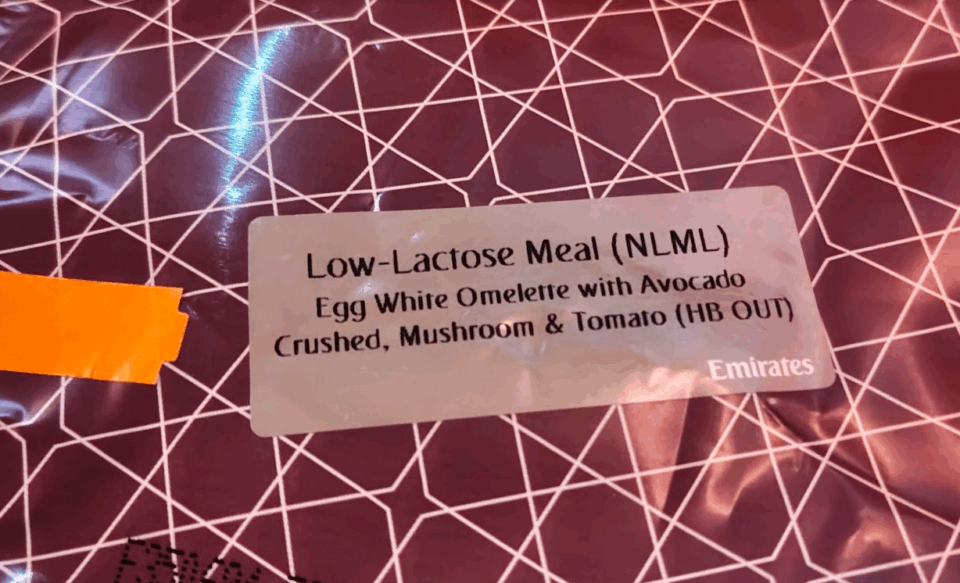 Low-Lactose Meal (NLML)
Egg White Omelette with Avocado
Crushed, Mushroom & Tomato (HB OUT)
Emirates